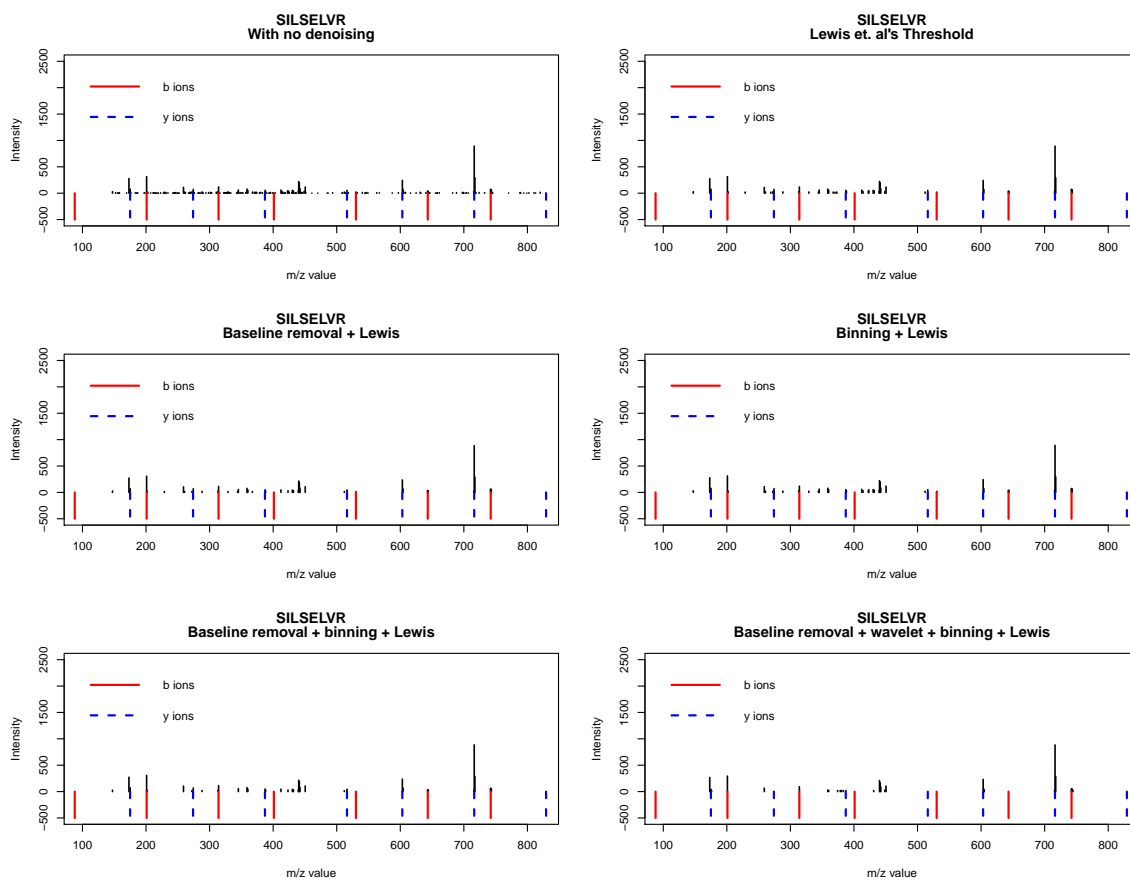 SILSELVR
With no denoising
2500
1500
500
0
−500
Intensity
b ions
y ions
100 200 300 400 500 600 700 800
m/z value
SILSELVR
Lewis et. al's Threshold
2500
1500
500
0
−500
Intensity
b ions
y ions
100 200 300 400 500 600 700 800
m/z value
SILSELVR
Baseline removal + Lewis
2500
1500
500
0
−500
Intensity
b ions
y ions
100 200 300 400 500 600 700 800
m/z value
SILSELVR
Binning + Lewis
2500
1500
500
0
−500
Intensity
b ions
y ions
100 200 300 400 500 600 700 800
m/z value
SILSELVR
Baseline removal + binning + Lewis
2500
1500
500
0
−500
Intensity
b ions
y ions
100 200 300 400 500 600 700 800
m/z value
SILSELVR
Baseline removal + wavelet + binning + Lewis
2500
1500
500
0
−500
Intensity
b ions
y ions
100 200 300 400 500 600 700 800
m/z value